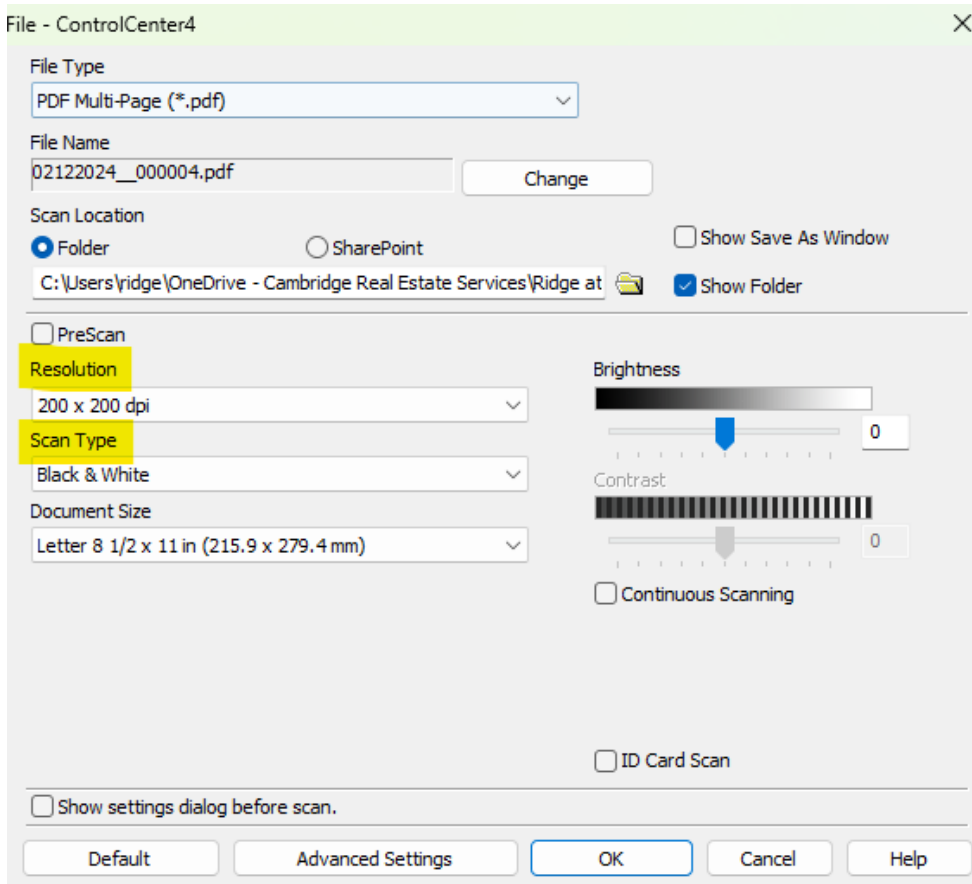 File - ControlCenter4
File Type
PDF Multi-Page (*.pdf)
File Name
02122024__000004.pdf
Change
Scan Location
Folder
SharePoint
Show Save As Window
C:\Users\ridge\OneDrive - Cambridge Real Estate Services\Ridge at
Show Folder
PreScan
Resolution
Brightness
200 x 200 dpi
0
Scan Type
Black & White
Contrast
Document Size
0
Letter 8 1/2 x 11 in (215.9 x 279.4 mm)
Continuous Scanning
ID Card Scan
Show settings dialog before scan.
Default
Advanced Settings
OK
Cancel
Help